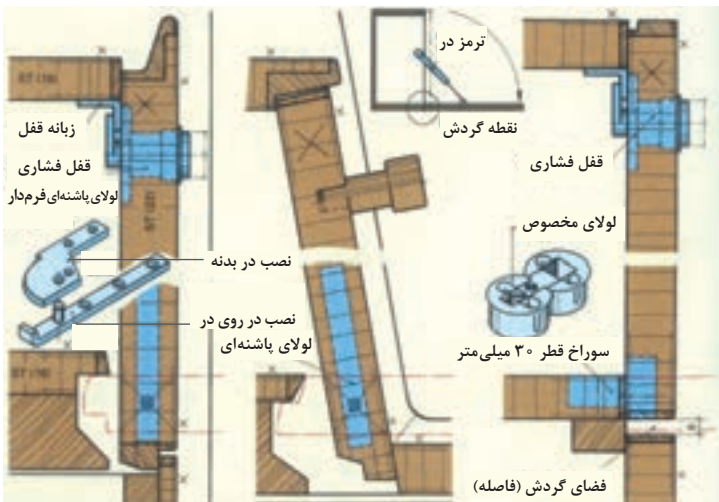 ترمز در
نقطه گردش
زبانه قفل
قفل فشاری
لولای پاشنه‌ای فرم‌دار
قفل فشاری
لولای مخصوص
نصب در بدنه
نصب در روی در
لولای پاشنه‌ای
سوراخ قطر ۳۰ میلی‌متر
فضای گردش (فاصله)